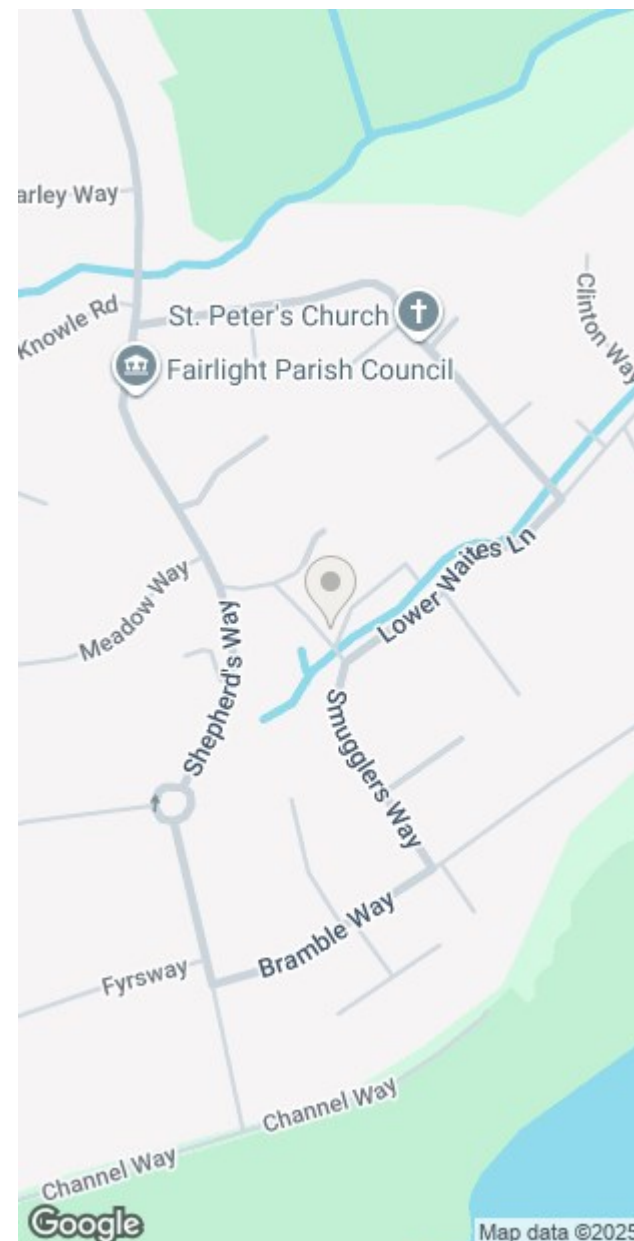 arley Way
Knowle Rd
St. Peter's Church
Clinton Way
Fairlight Parish Council
Meadow Way
Lower Waites Ln
Shepherd's Way
Smugglers Way
Bramble Way
Fyrsway
Channel Way
Channel Way
Google
Map data ©2025